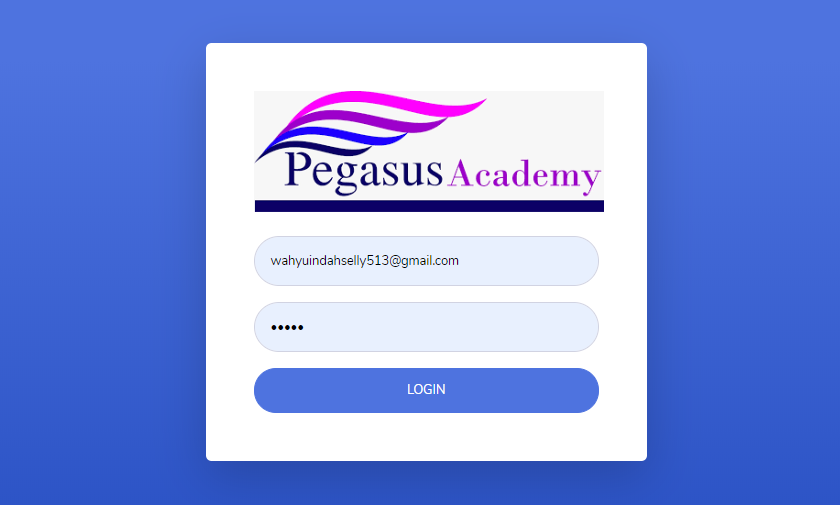 Pegasus Academy
wahyuindahselly513@gmail.com
•••••
LOGIN